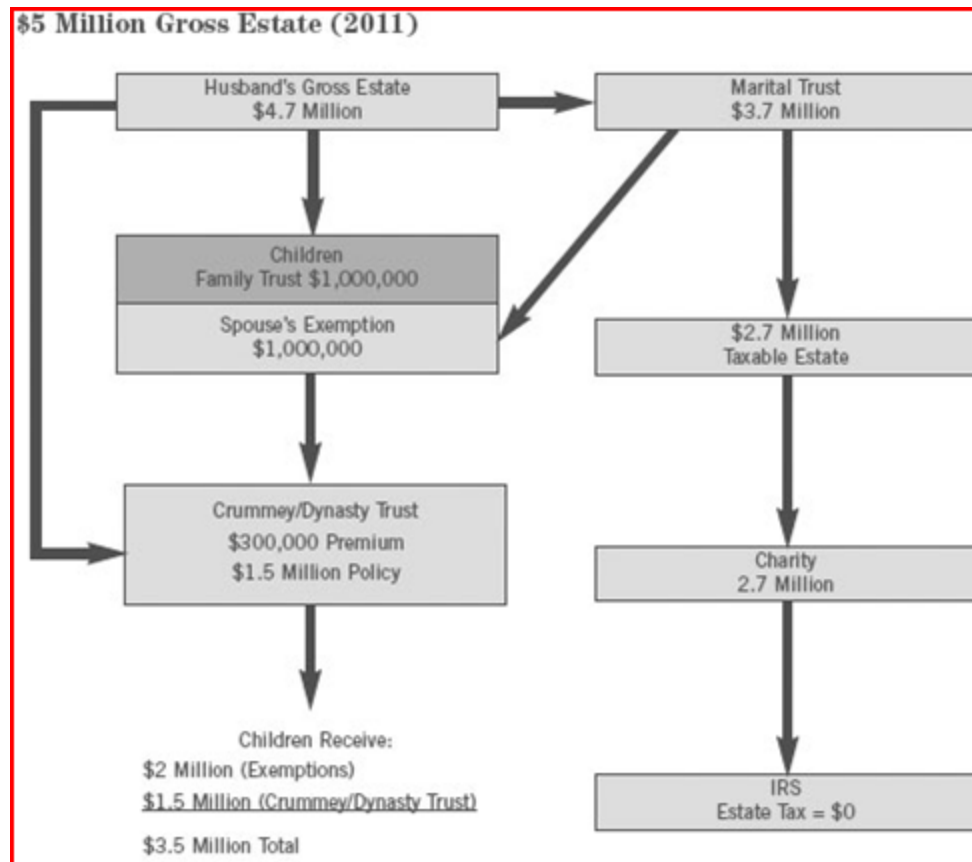 $5 Million Gross Estate (2011)
Husband's Gross Estate
$4.7 Million
Marital Trust
$3.7 Million
Children
Family Trust $1,000,000
Spouse's Exemption
$1,000,000
$2.7 Million
Taxable Estate
Crummey/Dynasty Trust
$300,000 Premium
$1.5 Million Policy
Charity
2.7 Million
Children Receive:
$2 Million (Exemptions)
$1.5 Million (Crummey/Dynasty Trust)
$3.5 Million Total
IRS
Estate Tax = $0